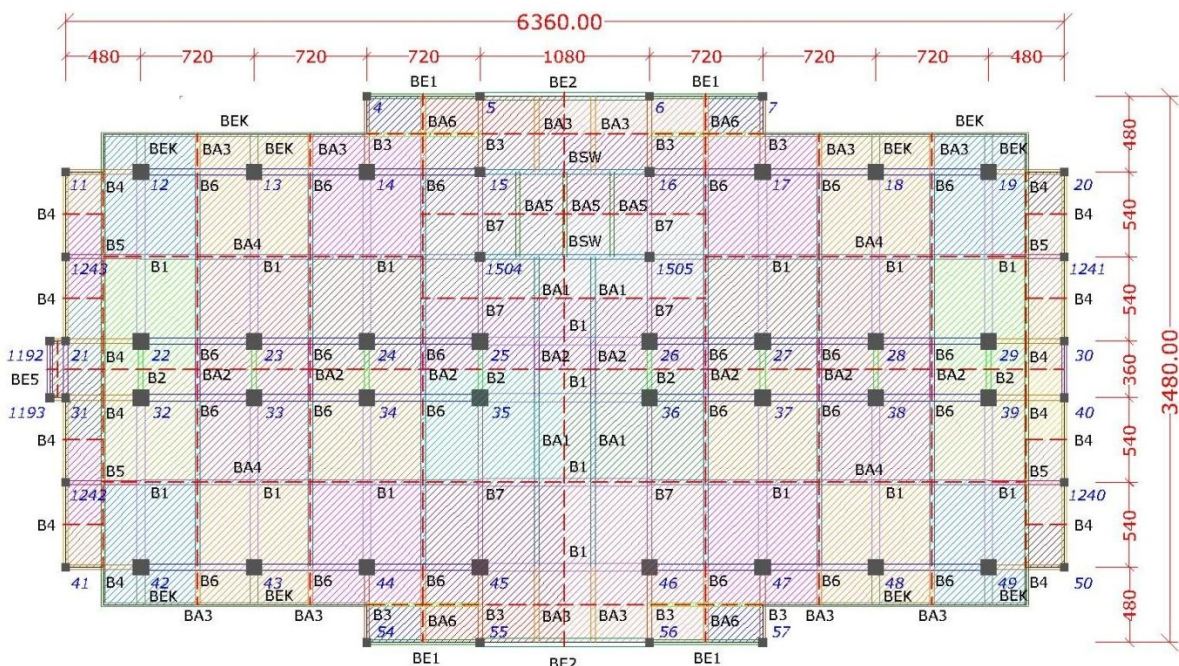 6360.00
480 720 720 720 1080 720 720 720 480
BE1 BE2 BE1
4 5 6 7
BEK BA6 BA3 BA3 BA6 BEK
BEK BA3 BEK BA3 B3 B3 B3 B3 BA3 BEK BA3 BEK
BSW
480
11 12 13 14 15 16 17 18 19 20
B4 B6 B6 B6 B6 B6 B6 B6 B6 B4
B4 BA5 BA5 BA5 B4
B7 B7
B5 BA4 BSW BA4 B5
540
1243 B1 B1 B1 1504 1505 B1 B1 B1 1241
B4 BA1 BA1 B4
B7 B1 B7
540
1192 21 22 23 24 25 26 27 28 29 30
B4 B6 B6 B6 B6 BA2 BA2 B6 B6 B6 B6 B4
BE5 B2 BA2 BA2 B2 B1 B2 BA2 BA2 B2
360
3480.00
1193 31 32 33 34 35 36 37 38 39 40
B4 B6 B6 B6 B6 B6 B6 B6 B4
B4 BA1 BA1 B4
B5 BA4 B1 BA4 B5
540
1242 B1 B1 B1 B7 B7 B1 B1 B1 1240
B4 B4
B1
540
41 42 43 44 45 46 47 48 49 50
B4 B6 B6 B6 B6 B6 B6 B6 B6 B4
BEK BEK BEK BEK
BA3 BA3 B3 B3 BA3 BA3 B3 B3 BA3 BA3
BA6 BA6
480
54 55 56 57
BE1 BE2 BE1